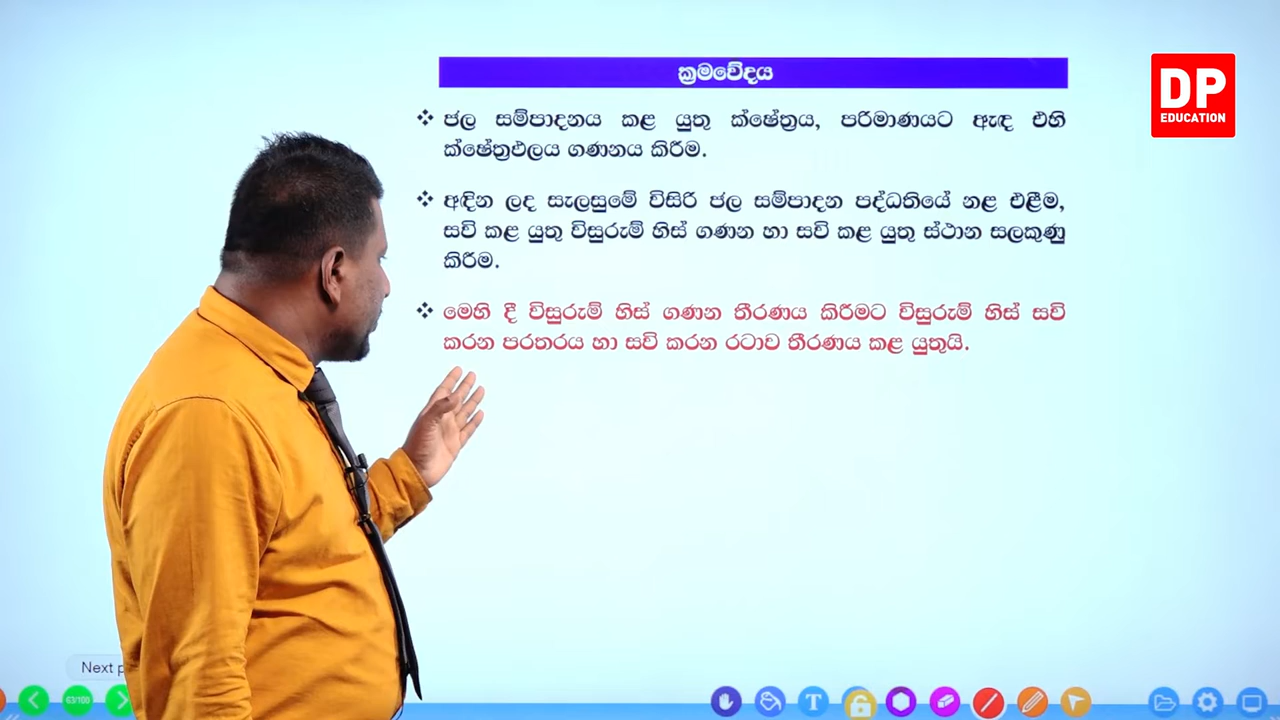 ක්‍රමවේදය
DP
EDUCATION
❖ ජල සම්පාදනය කළ යුතු ක්ෂේත්‍රය, පරිමාණයට ඇඳ එහි
ක්ෂේත්‍රඵලය ගණනය කිරීම.
❖ අඳින ලද සැලසුමේ විසිරි ජල සම්පාදන පද්ධතියේ නළ එළීම,
සවි කළ යුතු විසුරුම් හිස් ගණන හා සවි කළ යුතු ස්ථාන සලකුණු
කිරීම.
❖ මෙහි දී විසුරුම් හිස් ගණන තීරණය කිරීමට විසුරුම් හිස් සවි
කරන පරතරය හා සවි කරන රටාව තීරණය කළ යුතුයි.
Next
63/160